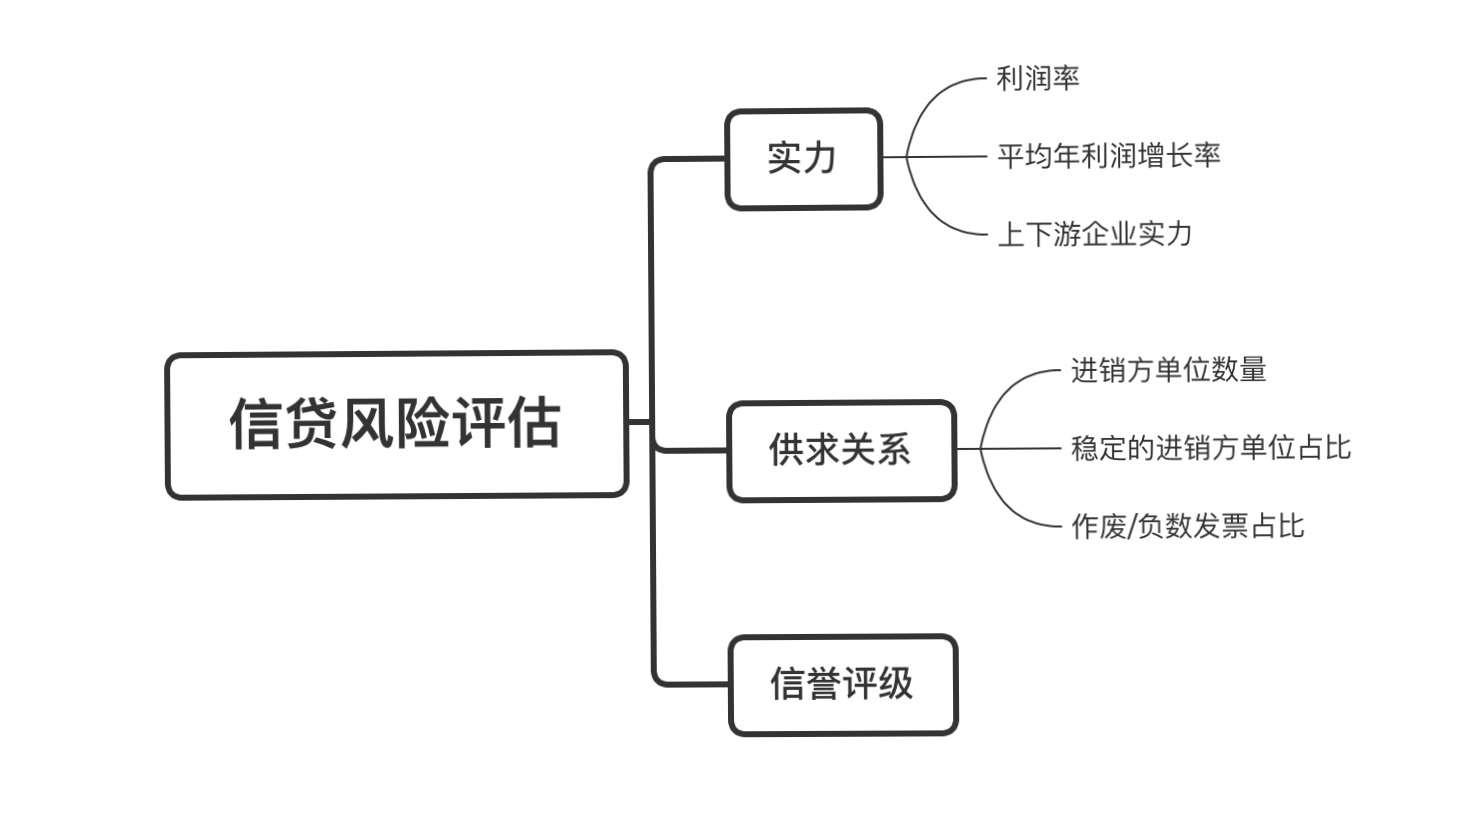 信贷风险评估
实力
利润率
平均年利润增长率
上下游企业实力
供求关系
进销方单位数量
稳定的进销方单位占比
作废/负数发票占比
信誉评级